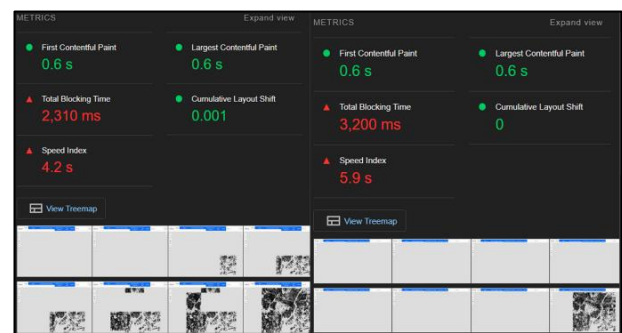 METRICS
Expand view
First Contentful Paint
0.6 s
Largest Contentful Paint
0.6 s
Total Blocking Time
2,310 ms
Cumulative Layout Shift
0.001
Speed Index
4.2 s
View Treemap
METRICS
Expand view
First Contentful Paint
0.6 s
Largest Contentful Paint
0.6 s
Total Blocking Time
3,200 ms
Cumulative Layout Shift
0
Speed Index
5.9 s
View Treemap